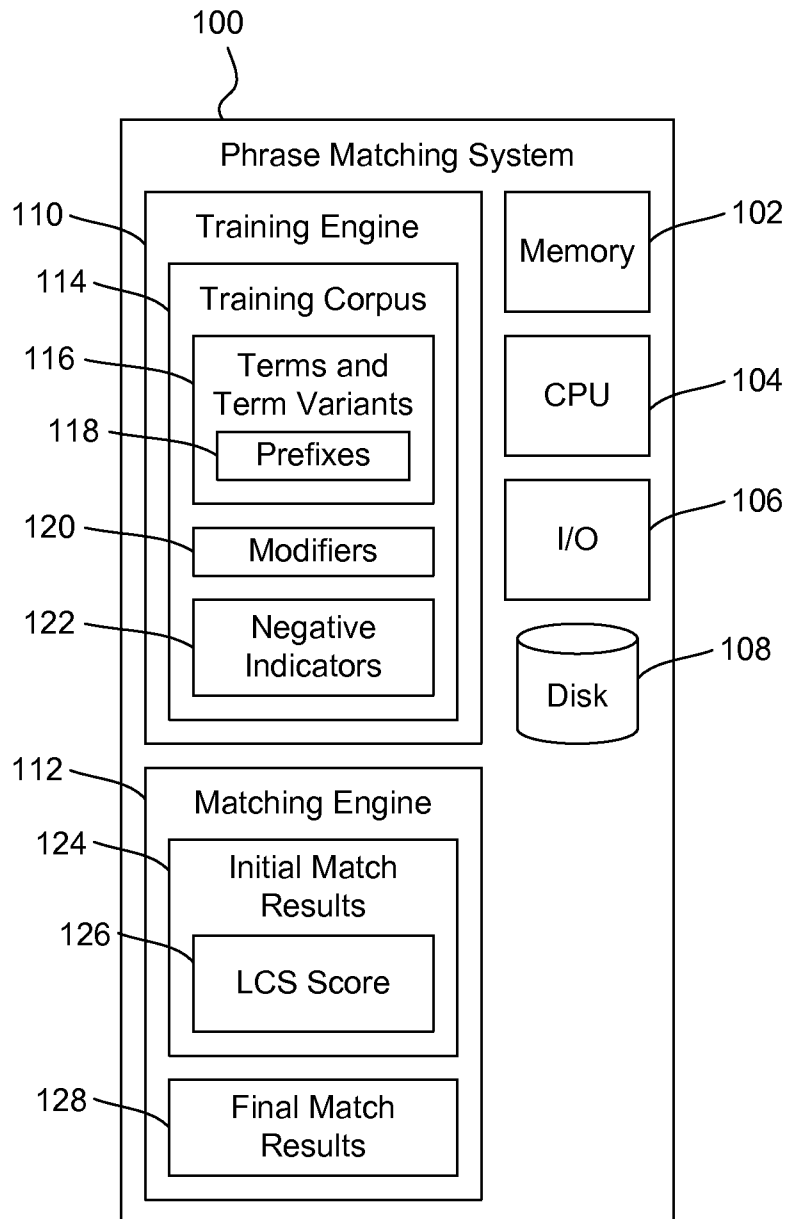 100
Phrase Matching System
110
Training Engine
114
Training Corpus
116
Terms and
Term Variants
118
Prefixes
120
Modifiers
122
Negative
Indicators
Memory
102
CPU
104
I/O
106
Disk
108
112
Matching Engine
124
Initial Match
Results
126
LCS Score
128
Final Match
Results